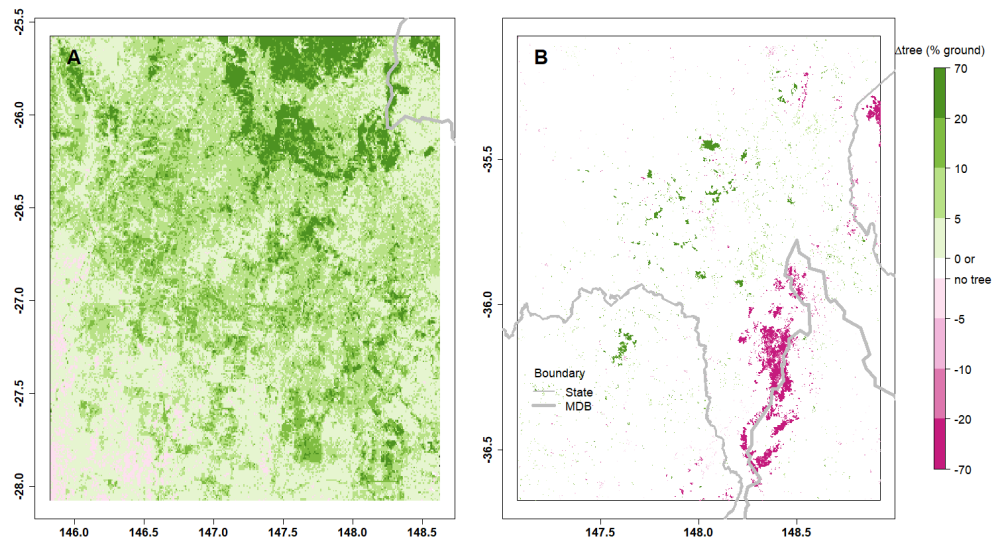 A
-25.5
-26.0
-26.5
-27.0
-27.5
-28.0
146.0 146.5 147.0 147.5 148.0 148.5
B
-35.5
-36.0
-36.5
147.5 148.0 148.5
Boundary
State
MDB
Δtree (% ground)
70
20
10
5
0 or
no tree
-5
-10
-20
-70